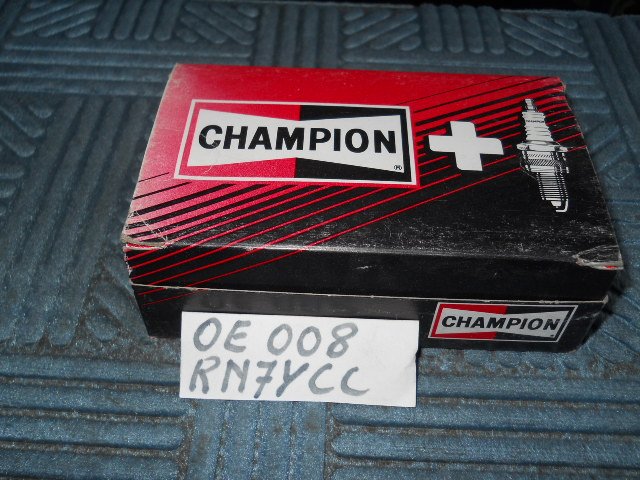 CHAMPION
®
CHAMPION
OE 008
RN7YCC